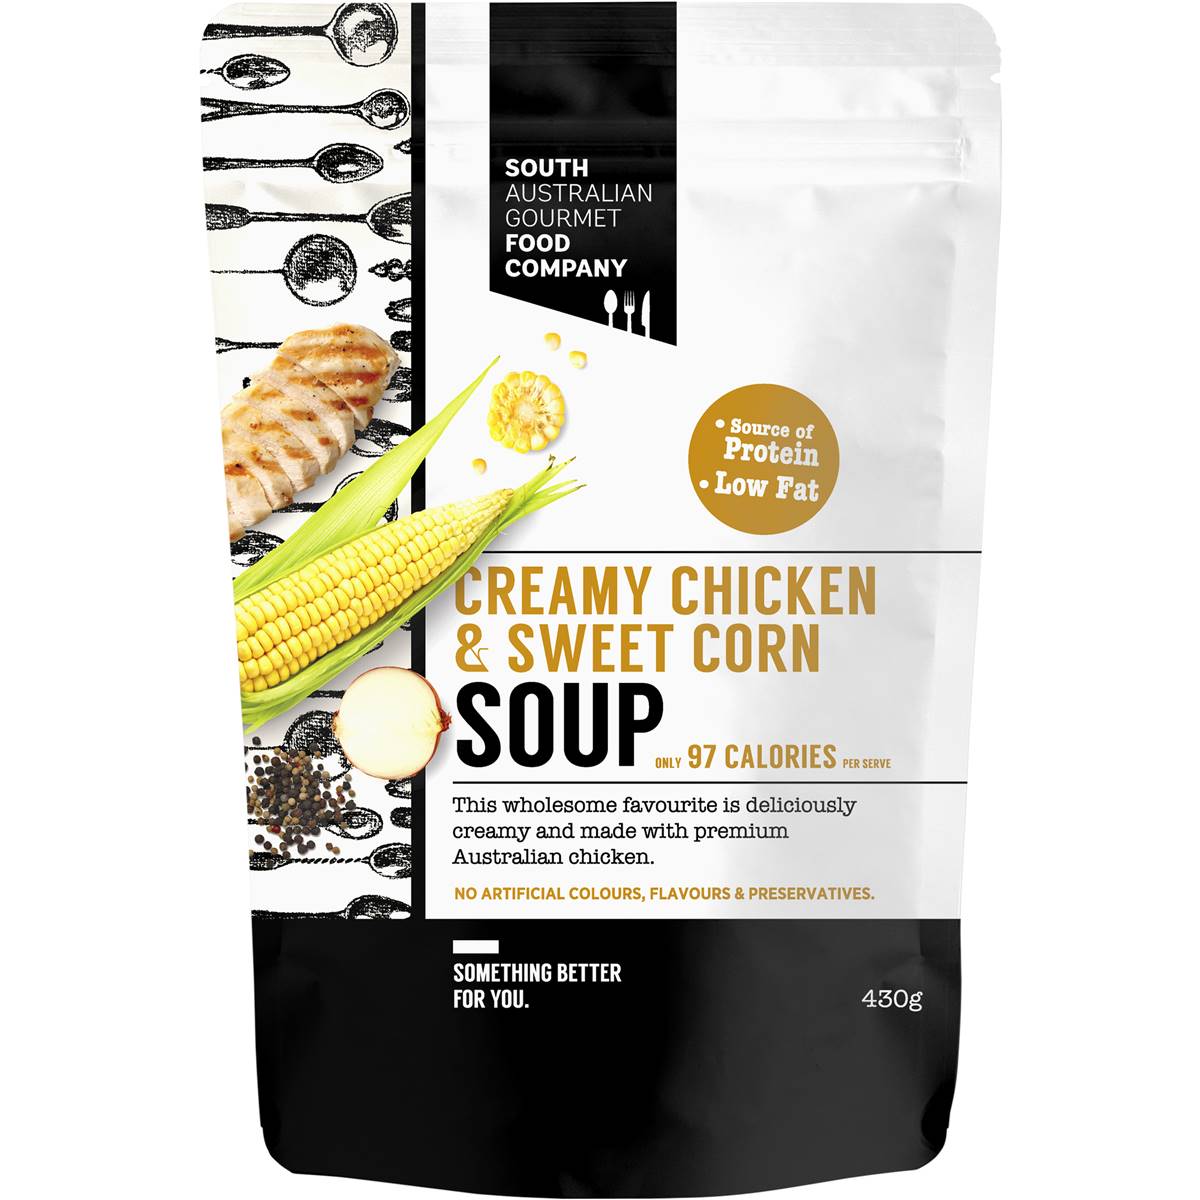 SOUTH
AUSTRALIAN
GOURMET
FOOD
COMPANY
• Source of
Protein
• Low Fat
CREAMY CHICKEN
& SWEET CORN
SOUP
ONLY 97 CALORIES PER SERVE
This wholesome favourite is deliciously
creamy and made with premium
Australian chicken.
NO ARTIFICIAL COLOURS, FLAVOURS & PRESERVATIVES.
SOMETHING BETTER
FOR YOU.
430g